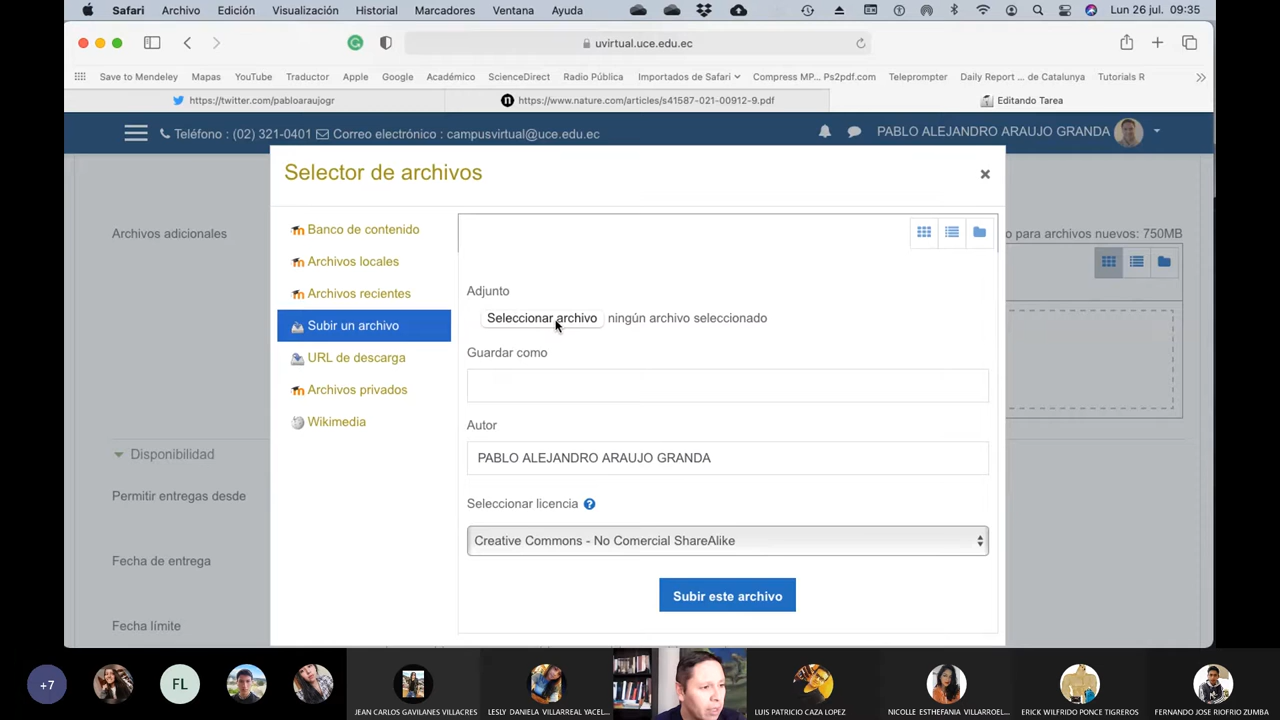 Safari Archivo Edición Visualización Historial Marcadores Ventana Ayuda Lun 26 jul. 09:35
uvirtual.uce.edu.ec
Save to Mendeley Mapas YouTube Traductor Apple Google Académico ScienceDirect Radio Pública Importados de Safari Compress MP... Ps2pdf.com Teleprompter Daily Report ... de Catalunya Tutorials R
https://twitter.com/pabloaraujogr https://www.nature.com/articles/s41587-021-00912-9.pdf Editando Tarea
Teléfono : (02) 321-0401 Correo electrónico : campusvirtual@uce.edu.ec PABLO ALEJANDRO ARAUJO GRANDA
Selector de archivos
Banco de contenido
Archivos adicionales
o para archivos nuevos: 750MB
Archivos locales
Archivos recientes
Adjunto
Subir un archivo
Seleccionar archivo ningún archivo seleccionado
URL de descarga
Guardar como
Archivos privados
Wikimedia
Autor
PABLO ALEJANDRO ARAUJO GRANDA
Disponibilidad
Permitir entregas desde
Seleccionar licencia
Creative Commons - No Comercial ShareAlike
Fecha de entrega
Subir este archivo
Fecha límite
+7
FL
JEAN CARLOS GAVILANES VILLACRES
LESLY DANIELA VILLARREAL YACEL...
LUIS PATRICIO CAZA LOPEZ
NICOLLE ESTHEFANIA VILLARROEL...
ERICK WILFRIDO PONCE TIGREROS
FERNANDO JOSE RIOFRIO ZUMBA